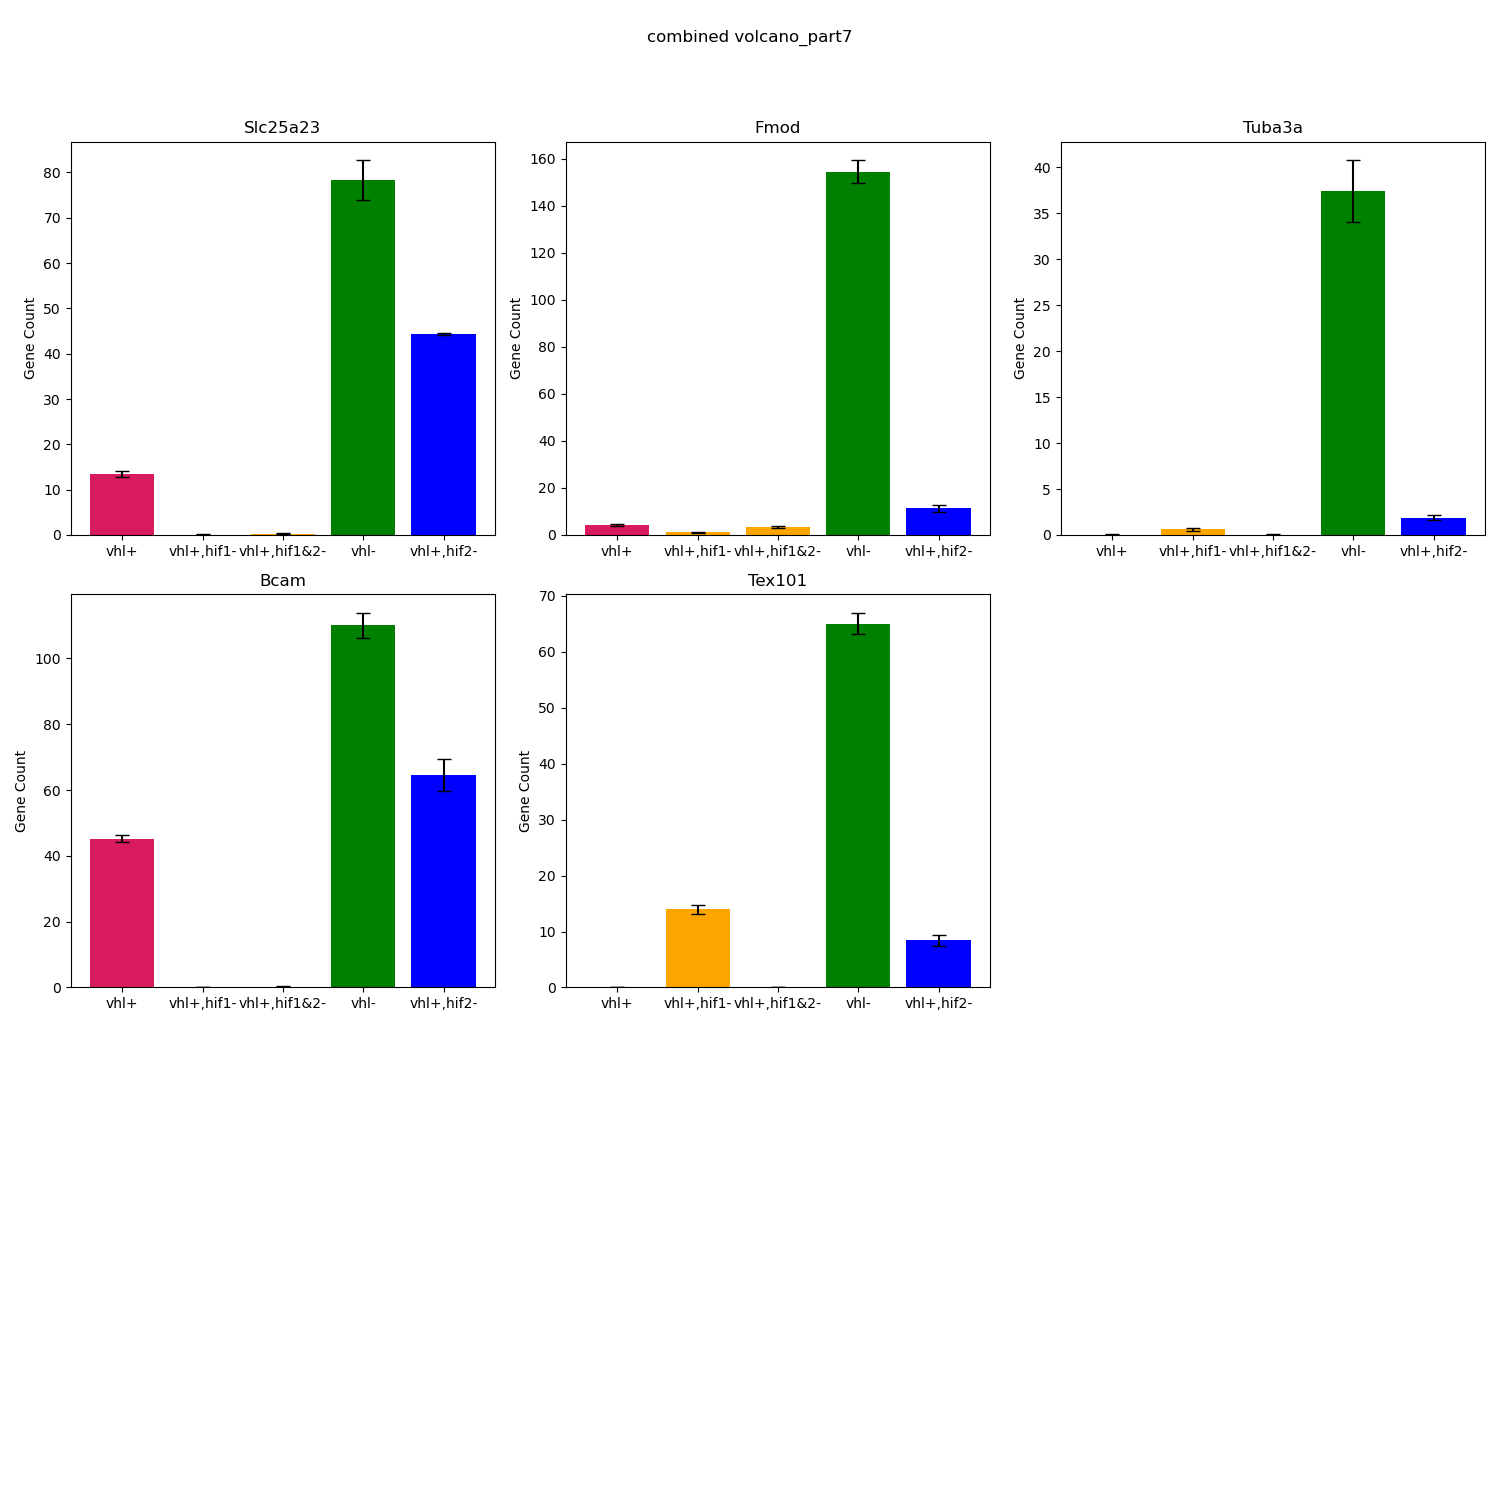 combined volcano_part7
Slc25a23
80
70
60
50
40
30
20
10
0
Gene Count
vhl+ vhl+,hif1- vhl+,hif1&2- vhl- vhl+,hif2-
Fmod
160
140
120
100
80
60
40
20
0
Gene Count
vhl+ vhl+,hif1- vhl+,hif1&2- vhl- vhl+,hif2-
Tuba3a
40
35
30
25
20
15
10
5
0
Gene Count
vhl+ vhl+,hif1- vhl+,hif1&2- vhl- vhl+,hif2-
Bcam
100
80
60
40
20
0
Gene Count
vhl+ vhl+,hif1- vhl+,hif1&2- vhl- vhl+,hif2-
Tex101
70
60
50
40
30
20
10
0
Gene Count
vhl+ vhl+,hif1- vhl+,hif1&2- vhl- vhl+,hif2-